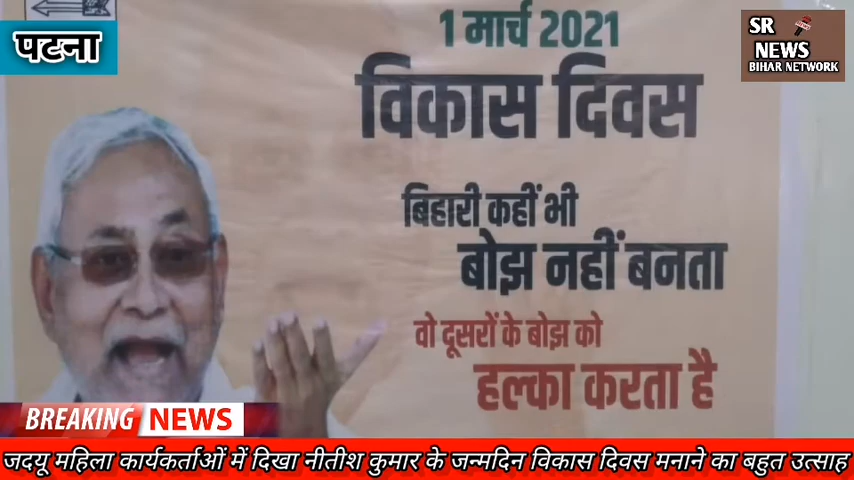 पटना
SR
NEWS
BIHAR NETWORK
1 मार्च 2021
विकास दिवस
बिहारी कहीं भी
बोझ नहीं बनता
वो दूसरों के बोझ को
हल्का करता है
BREAKING NEWS
जदयू महिला कार्यकर्ताओं में दिखा नीतीश कुमार के जन्मदिन विकास दिवस मनाने का बहुत उत्साह